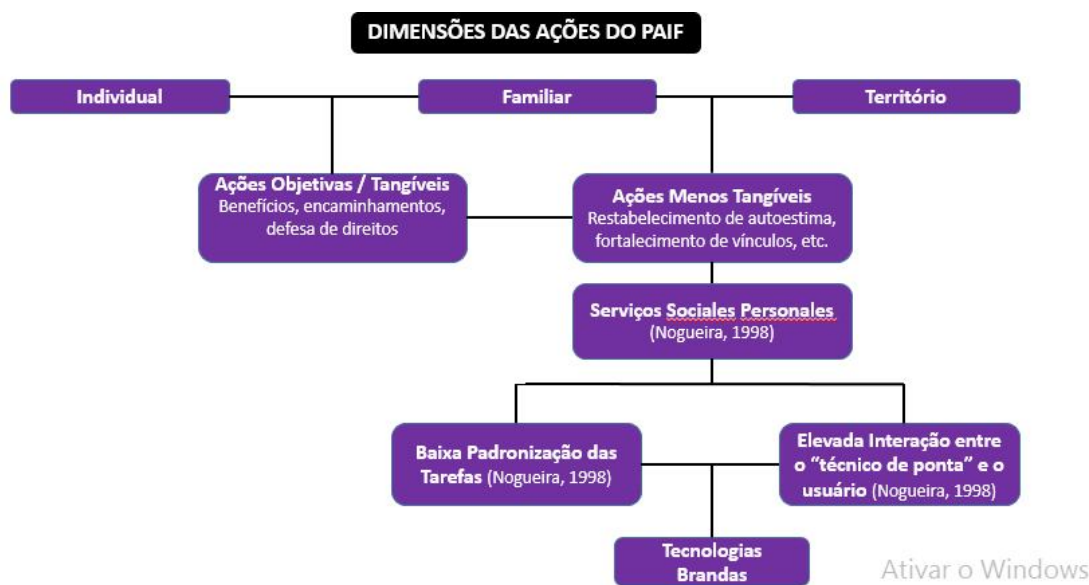 DIMENSÕES DAS AÇÕES DO PAIF
Individual
Familiar
Território
Ações Objetivas / Tangíveis
Benefícios, encaminhamentos,
defesa de direitos
Ações Menos Tangíveis
Restabelecimento de autoestima,
fortalecimento de vínculos, etc.
Serviços Sociales Personales
(Nogueira, 1998)
Baixa Padronização das
Tarefas (Nogueira, 1998)
Elevada Interação entre
o “técnico de ponta” e o
usuário (Nogueira, 1998)
Tecnologias
Brandas
Ativar o Windows